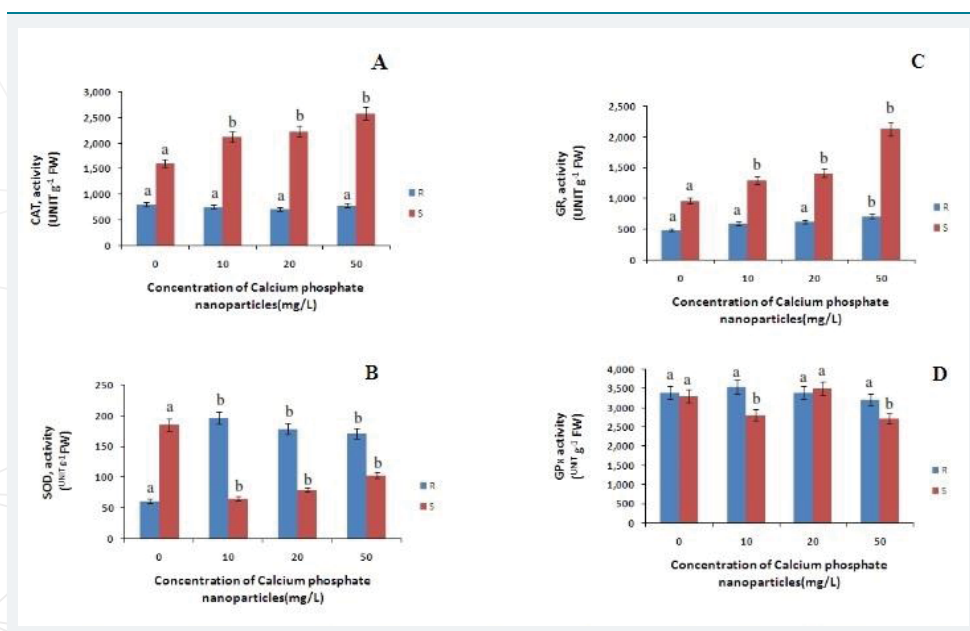 A
CAT, activity
(UNIT g-1 FW)
3,000
2,500
2,000
1,500
1,000
500
0
a a
a b
a b
a b
0 10 20 50
R
S
Concentration of Calcium phosphate
nanoparticles(mg/L)
C
GR, activity
(UNIT g-1 FW)
2,500
2,000
1,500
1,000
500
0
a a
a b
a b
b b
0 10 20 50
R
S
Concentration of Calcium phosphate
nanoparticles(mg/L)
B
SOD, activity
(UNIT g-1 FW)
250
200
150
100
50
0
a a
b b
b b
b b
0 10 20 50
R
S
Concentration of Calcium phosphate
nanoparticles(mg/L)
D
GPx activity
(UNIT g-1 FW)
4,000
3,500
3,000
2,500
2,000
1,500
1,000
500
0
a a
a b
a a
a b
0 10 20 50
R
S
Concentration of Calcium phosphate
nanoparticles(mg/L)